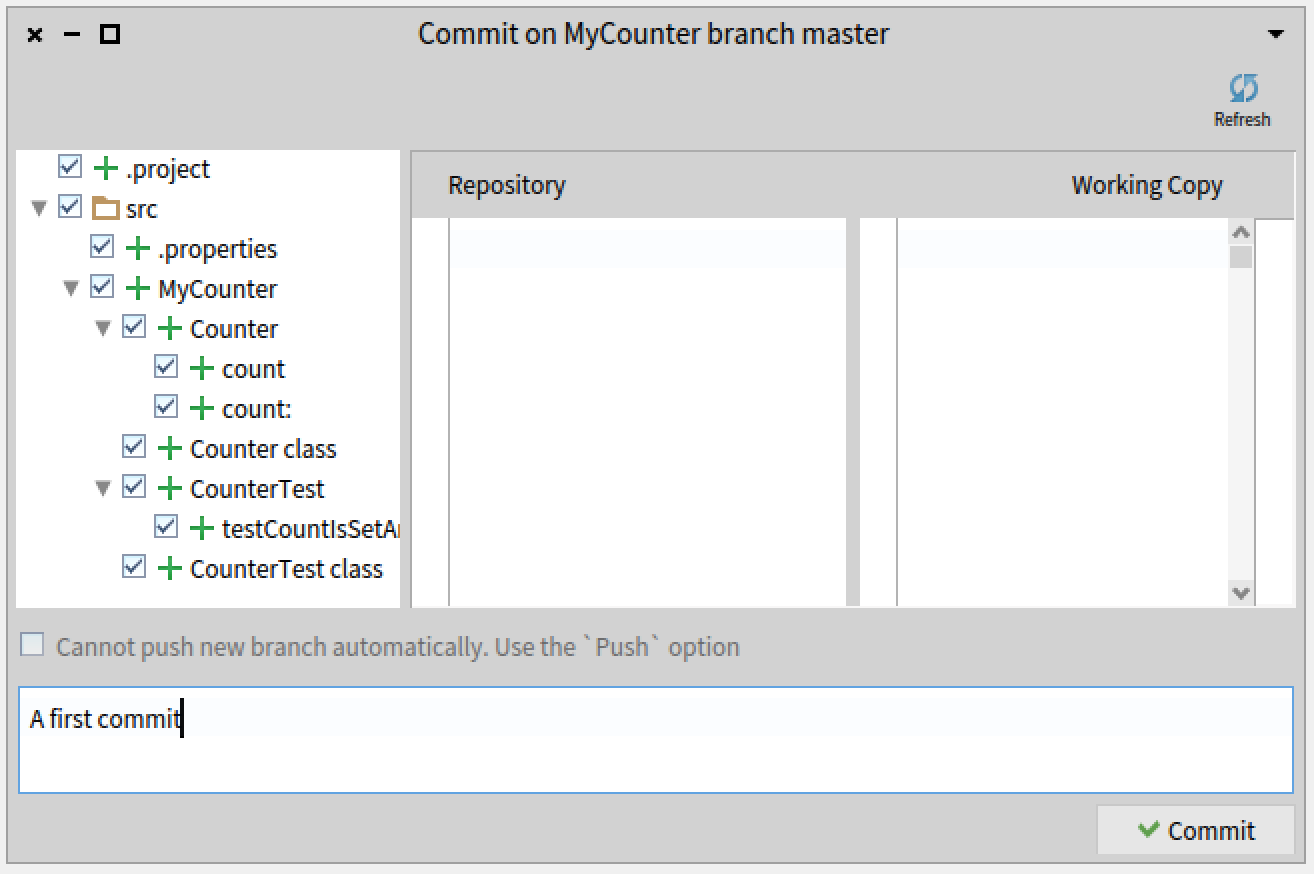 Commit on MyCounter branch master
Refresh
.project
src
.properties
MyCounter
Counter
count
count:
Counter class
CounterTest
testCountIsSetA
CounterTest class
Repository
Working Copy
Cannot push new branch automatically. Use the `Push` option
A first commit
Commit